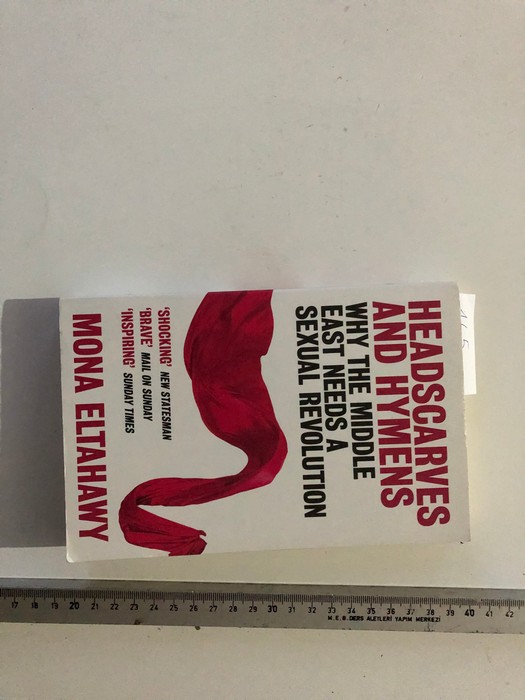 HEADSCARVES
AND HYMENS
WHY THE MIDDLE
EAST NEEDS A
SEXUAL REVOLUTION
'SHOCKING' NEW STATESMAN
'BRAVE' MAIL ON SUNDAY
'INSPIRING' SUNDAY TIMES
MONA ELTAHAWY
17 18 19 20 21 22 23 24 25 26 27 28 29 30 31 32 33 34 35 36 37 38 39 40 41 42
M.E.B. DERS ALETLERİ YAPIM MERKEZİ